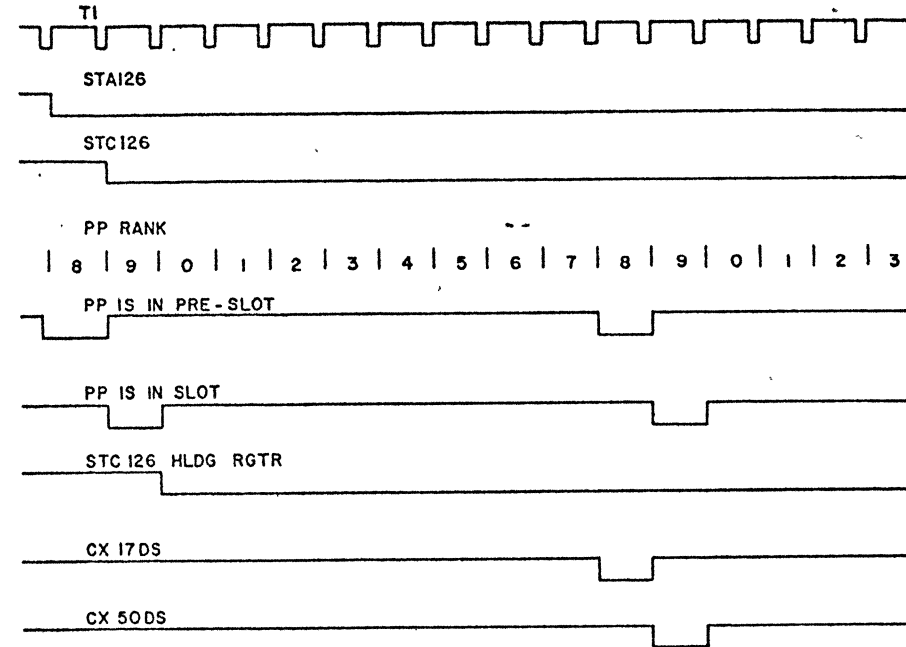 T1
STA126
STC126
PP RANK
8 9 0 1 2 3 4 5 6 7 8 9 0 1 2 3
PP IS IN PRE-SLOT
PP IS IN SLOT
STC 126 HLDG RGTR
CX 17DS
CX 50DS